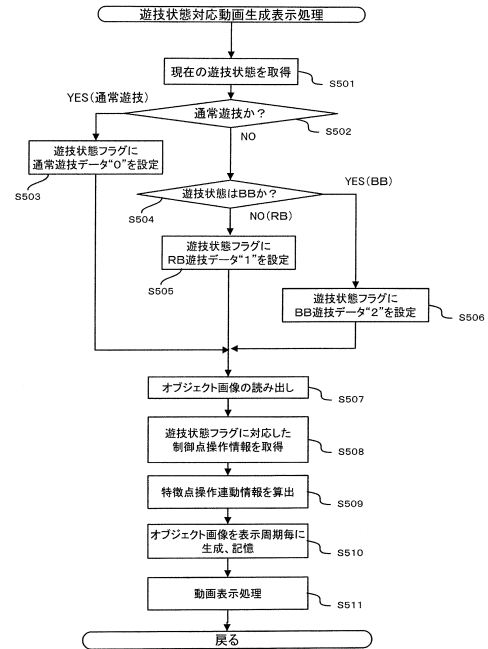 遊技状態対応動画生成表示処理
現在の遊技状態を取得
S501
YES(通常遊技)
通常遊技か?
S502
NO
遊技状態フラグに
通常遊技データ“0”を設定
S503
YES(BB)
遊技状態はBBか?
S504
NO(RB)
遊技状態フラグに
RB遊技データ“1”を設定
S505
遊技状態フラグに
BB遊技データ“2”を設定
S506
オブジェクト画像の読み出し
S507
遊技状態フラグに対応した
制御点操作情報を取得
S508
特徴点操作連動情報を算出
S509
オブジェクト画像を表示周期毎に
生成、記憶
S510
動画表示処理
S511
戻る